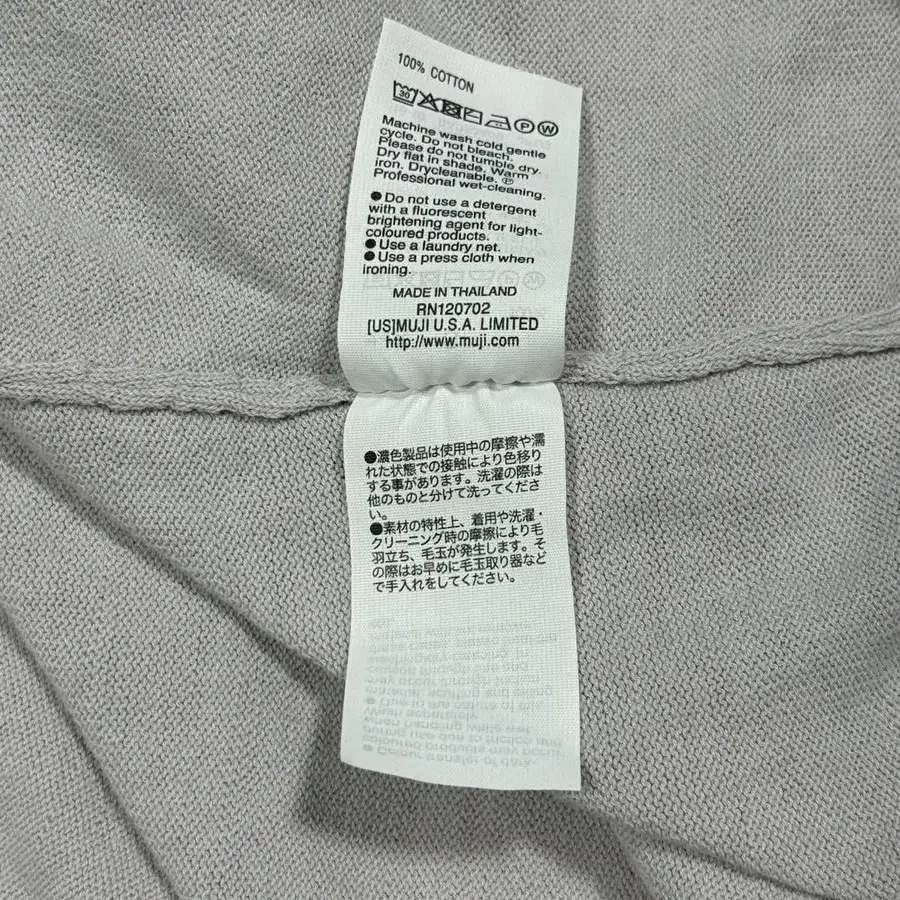 100% COTTON
30 P W
Machine wash cold gentle
cycle. Do not bleach.
Please do not tumble dry.
Dry flat in shade. Warm
iron. Drycleanable. Ⓟ
Professional wet-cleaning.
● Do not use a detergent
with a fluorescent
brightening agent for light-
coloured products.
● Use a laundry net.
● Use a press cloth when
ironing.
MADE IN THAILAND
RN120702
[US]MUJI U.S.A. LIMITED
http://www.muji.com
●濃色製品は使用中の摩擦や濡
れた状態での接触により色移り
する事があります。洗濯の際は
他のものと分けて洗ってくださ
い。
●素材の特性上、着用や洗濯・
クリーニング時の摩擦により毛
羽立ち、毛玉が発生します。そ
の際はお早めに毛玉取り器など
で手入れをしてください。